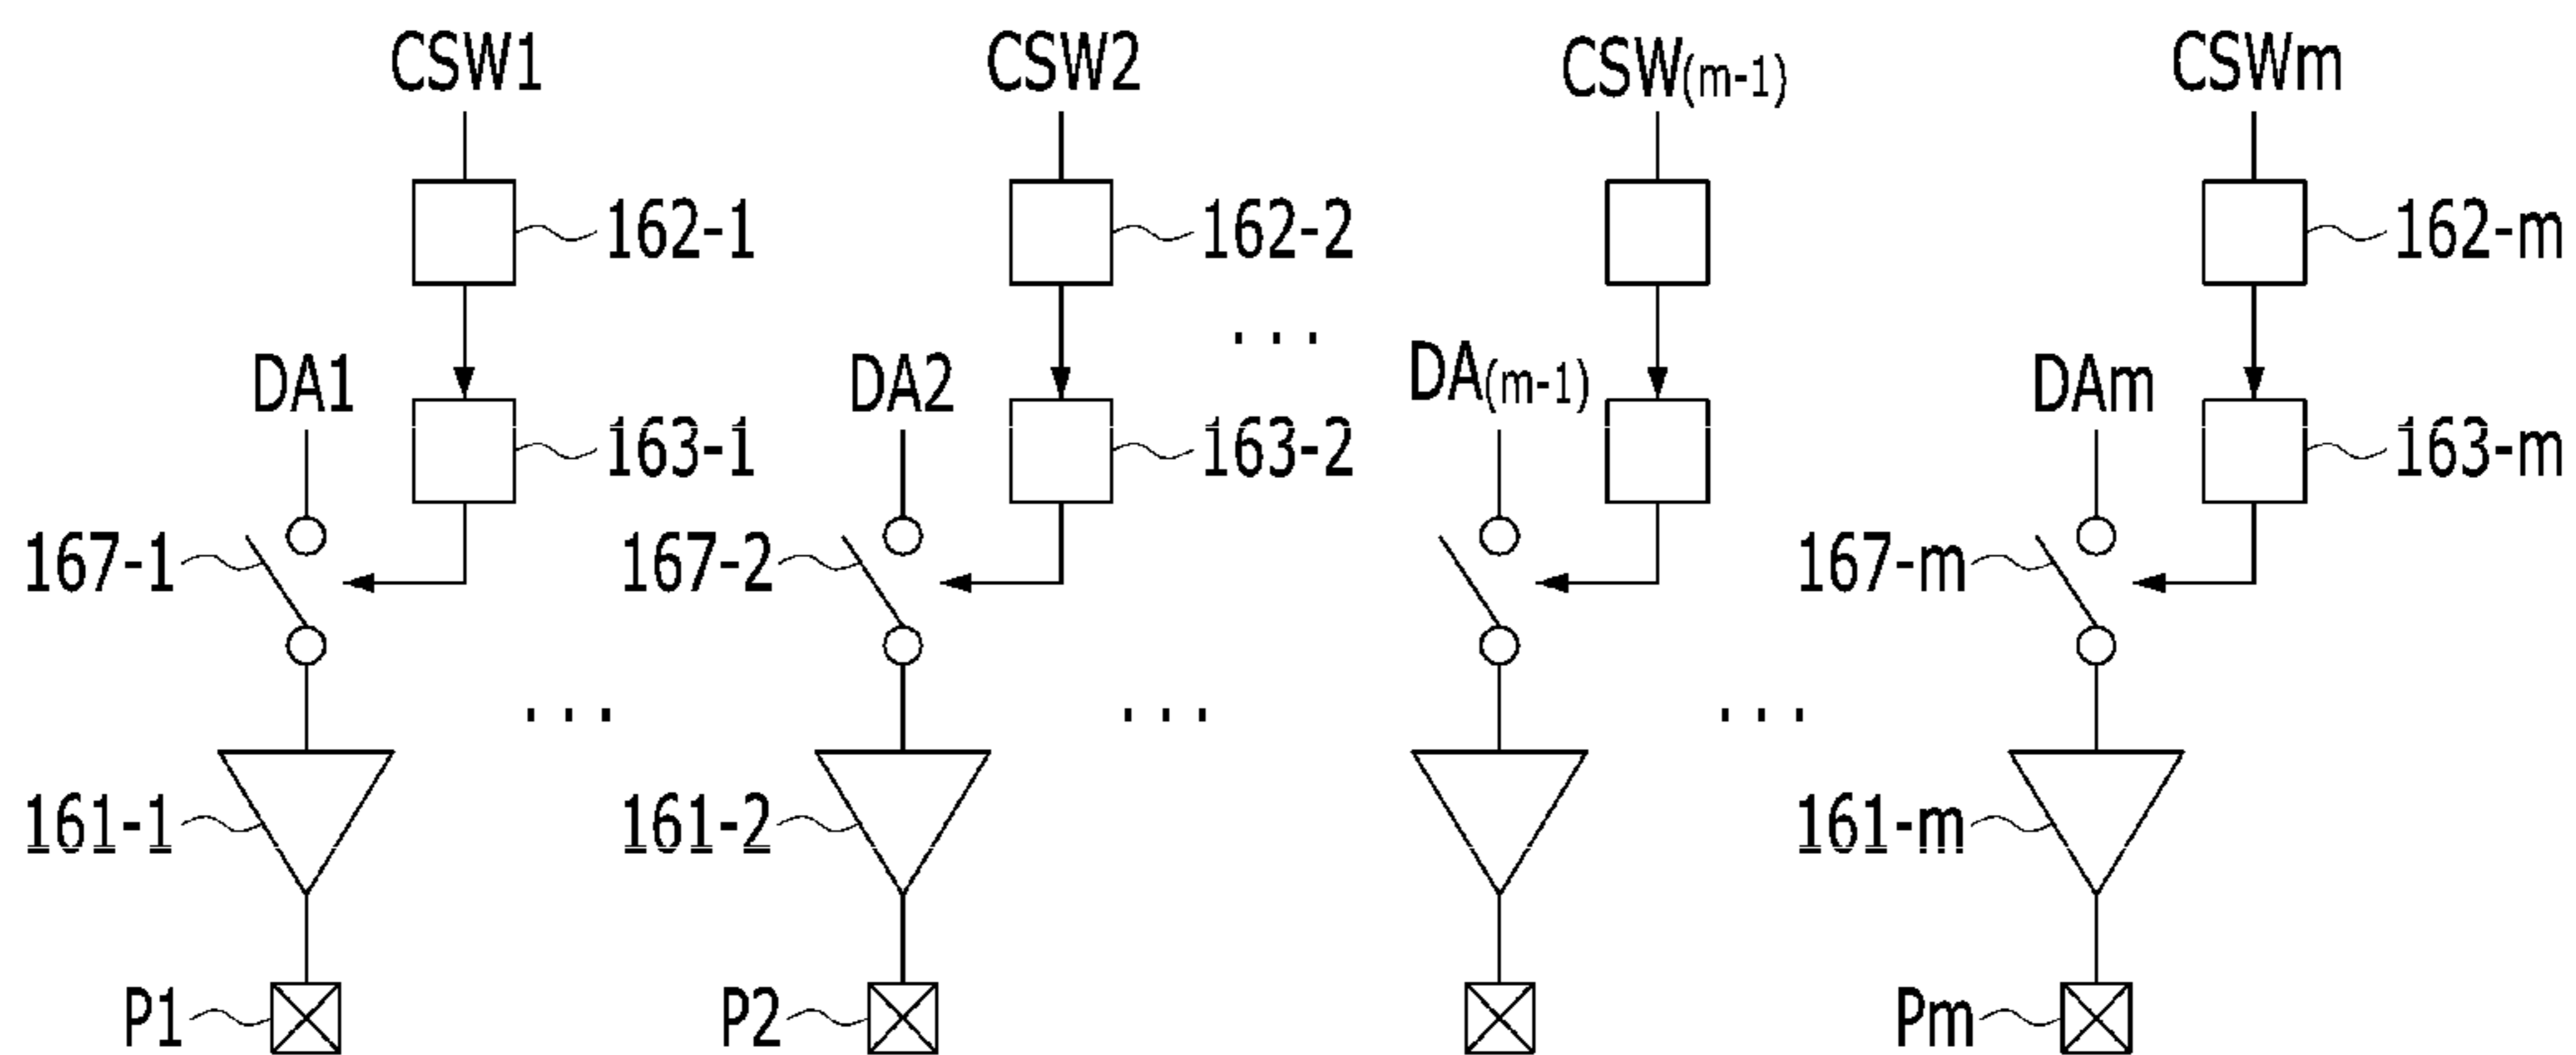 CSW1 CSW2 CSW(m-1) CSWm
162-1 162-2 162-m
. . .
DA1 DA2 DA(m-1) DAm
163-1 163-2 163-m
167-1 167-2 167-m
. . . . . . . . .
161-1 161-2 161-m
P1 P2 Pm